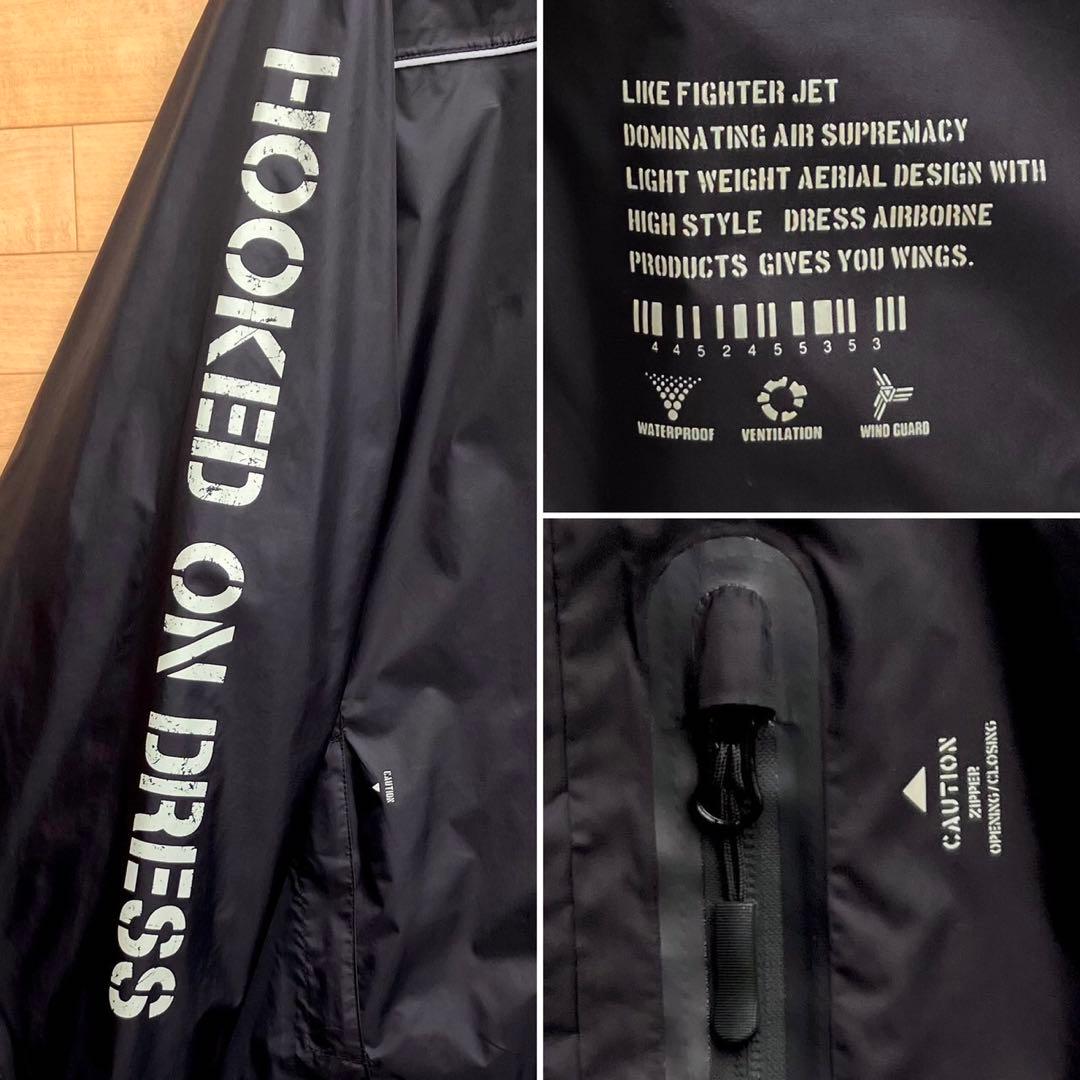 HOOKED ON DRESS
CAUTION
LIKE FIGHTER JET
DOMINATING AIR SUPREMACY
LIGHT WEIGHT AERIAL DESIGN WITH
HIGH STYLE DRESS AIRBORNE
PRODUCTS GIVES YOU WINGS.
4 4 5 2 4 5 5 3 5 3
WATERPROOF VENTILATION WIND GUARD
CAUTION
ZIPPER
OPENING/CLOSING